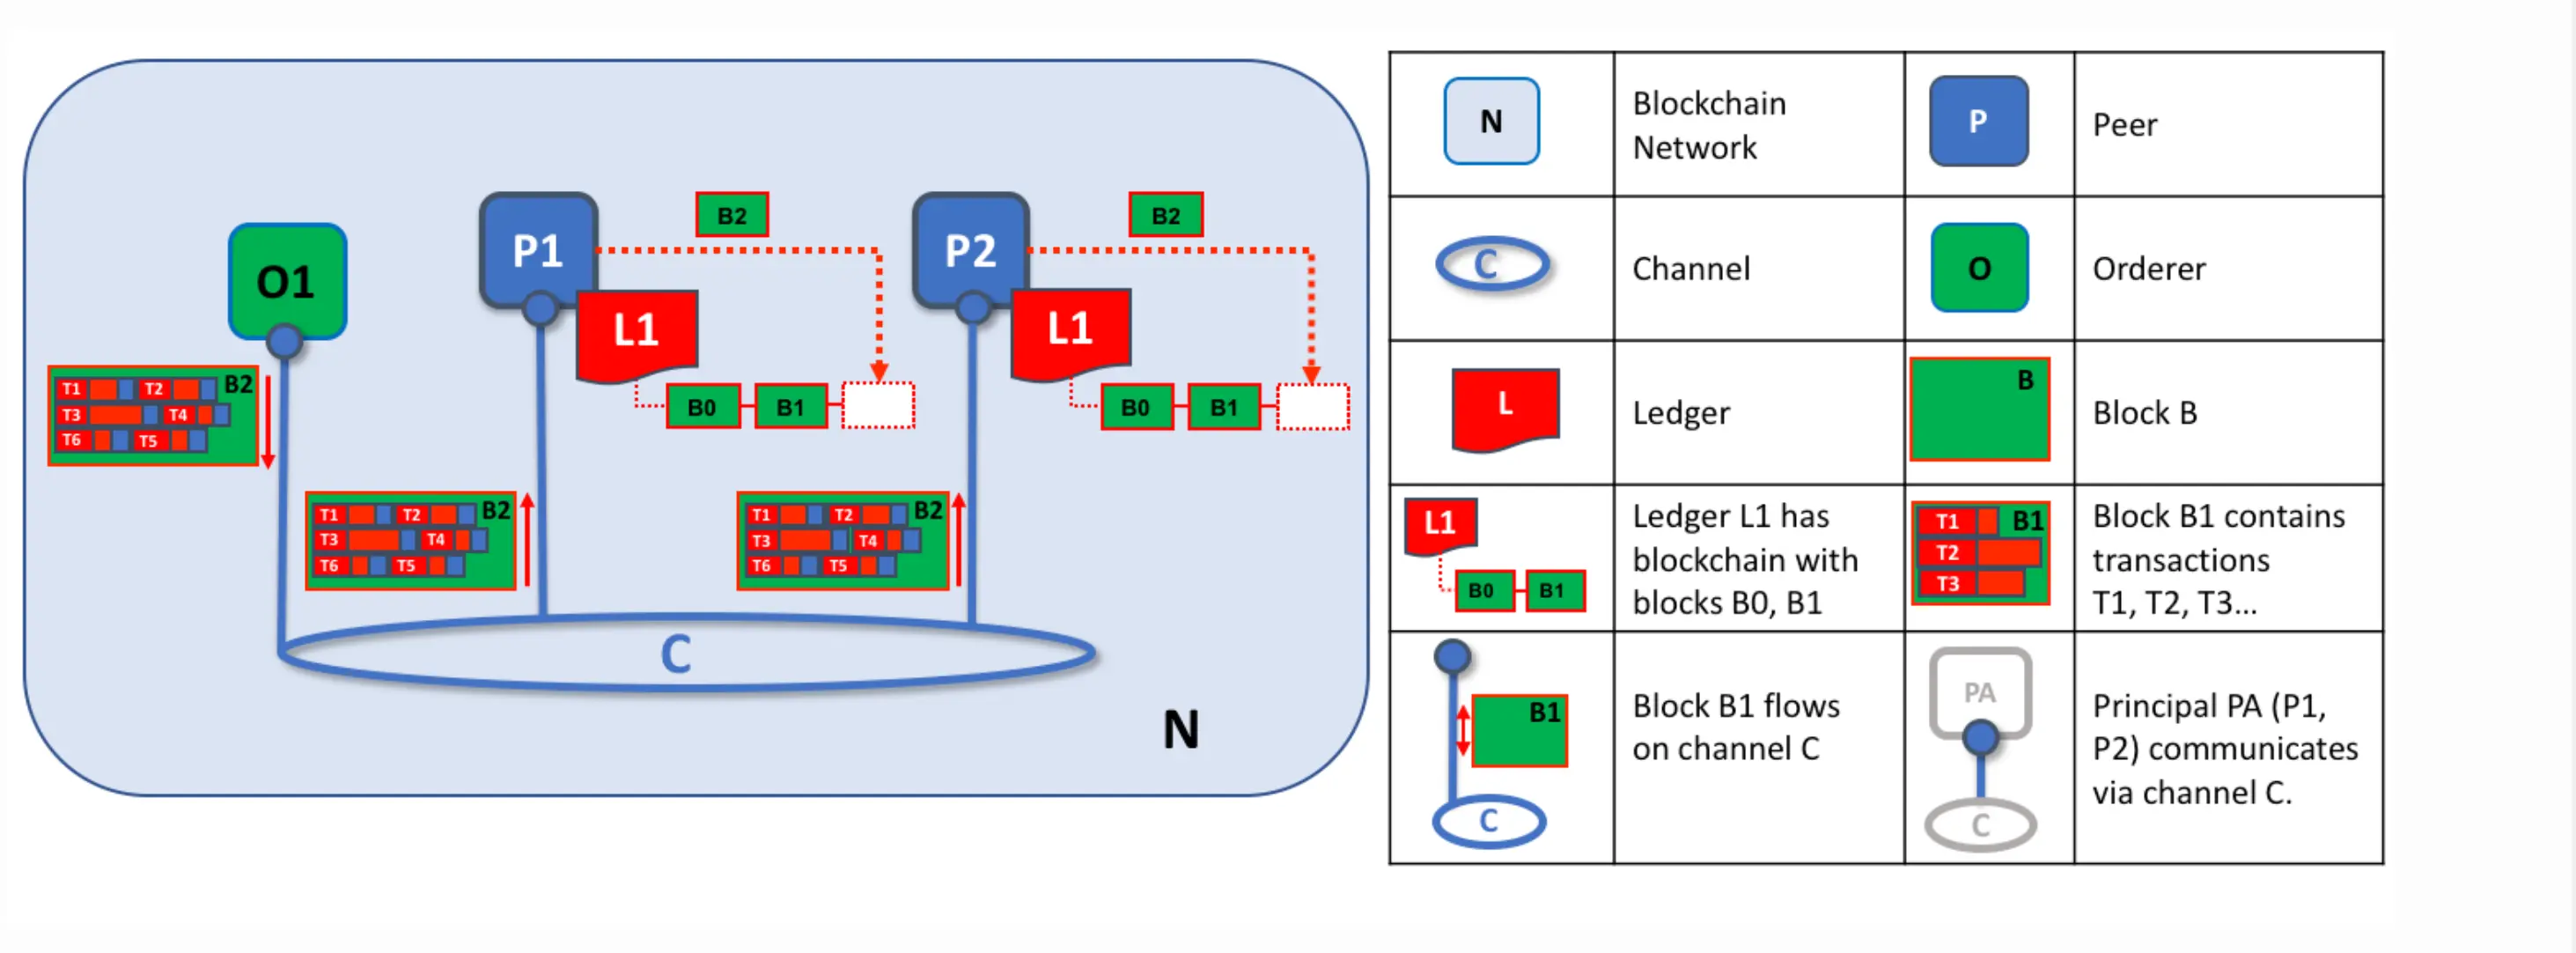 O1
P1
B2
P2
B2
L1
L1
B0
B1
B0
B1
T1 T2 B2
T3 T4
T6 T5
T1 T2 B2
T3 T4
T6 T5
T1 T2 B2
T3 T4
T6 T5
C
N
N
Blockchain
Network
P
Peer
C
Channel
O
Orderer
L
Ledger
B
Block B
L1
B0
B1
Ledger L1 has
blockchain with
blocks B0, B1
T1 B1
T2
T3
Block B1 contains
transactions
T1, T2, T3...
B1
C
Block B1 flows
on channel C
PA
C
Principal PA (P1,
P2) communicates
via channel C.